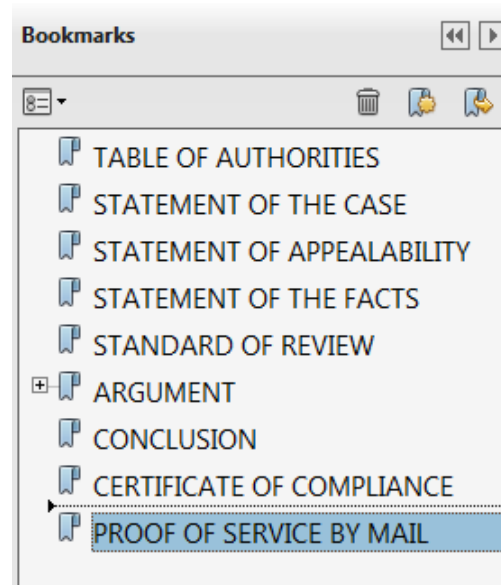 Bookmarks
TABLE OF AUTHORITIES
STATEMENT OF THE CASE
STATEMENT OF APPEALABILITY
STATEMENT OF THE FACTS
STANDARD OF REVIEW
ARGUMENT
CONCLUSION
CERTIFICATE OF COMPLIANCE
PROOF OF SERVICE BY MAIL